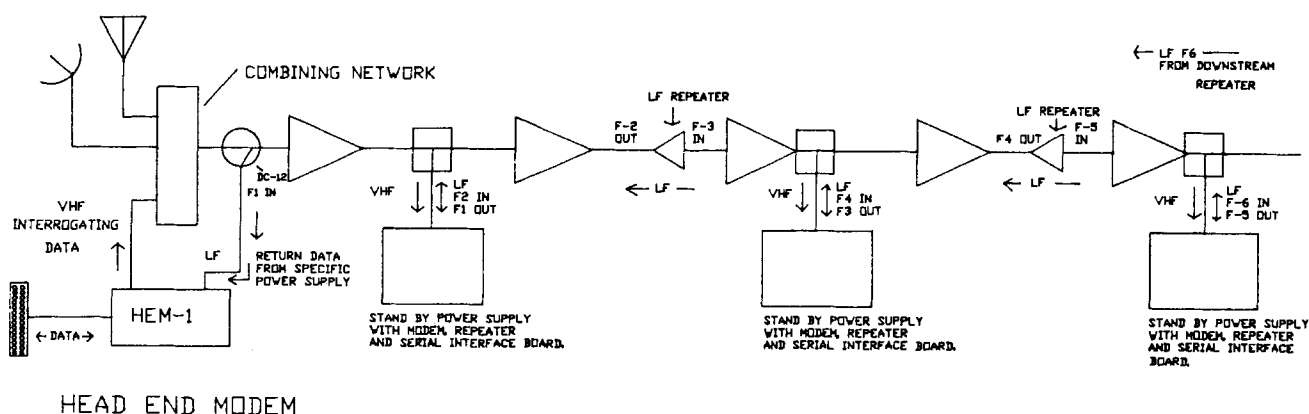 COMBINING NETWORK
DC-12
F1 IN
VHF
INTERROGATING
DATA
LF
RETURN DATA
FROM SPECIFIC
POWER SUPPLY
HEM-1
←DATA→
HEAD END MODEM
VHF
LF
F2 IN
F1 OUT
STAND BY POWER SUPPLY
WITH MODEM, REPEATER
AND SERIAL INTERFACE BOARD.
LF REPEATER
F-2
OUT
F-3
IN
← LF —
VHF
LF
F4 IN
F3 OUT
STAND BY POWER SUPPLY
WITH MODEM, REPEATER
AND SERIAL INTERFACE BOARD.
LF REPEATER
F4 OUT
F-5
IN
← LF —
← LF F6 —
FROM DOWNSTREAM
REPEATER
VHF
LF
F-6 IN
F-5 OUT
STAND BY POWER SUPPLY
WITH MODEM, REPEATER
AND SERIAL INTERFACE
BOARD.